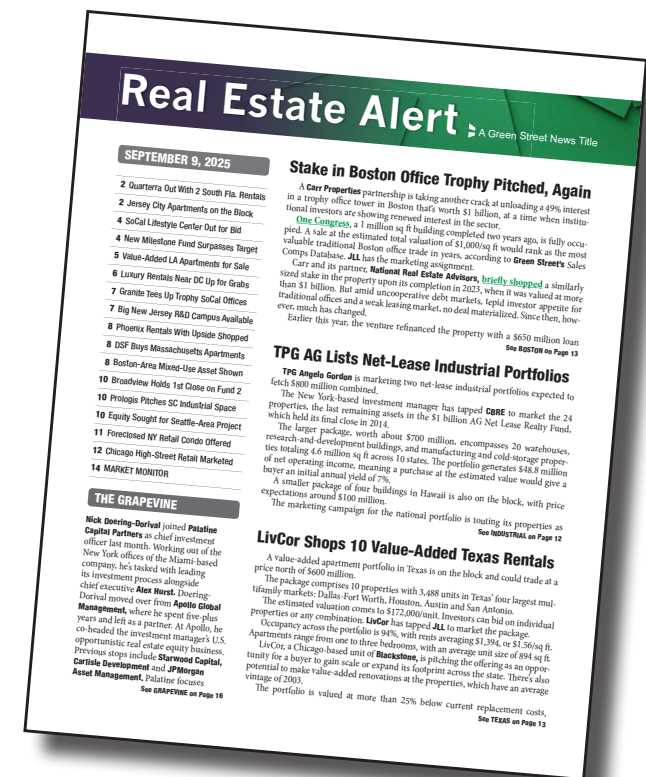 Real Estate Alert
A Green Street News Title
SEPTEMBER 9, 2025
2 Quarterra Out With 2 South Fla. Rentals
2 Jersey City Apartments on the Block
4 SoCal Lifestyle Center Out for Bid
4 New Milestone Fund Surpasses Target
5 Value-Added LA Apartments for Sale
6 Luxury Rentals Near DC Up for Grabs
7 Granite Tees Up Trophy SoCal Offices
7 Big New Jersey R&D Campus Available
8 Phoenix Rentals With Upside Shopped
8 DSF Buys Massachusetts Apartments
8 Boston-Area Mixed-Use Asset Shown
10 Broadview Holds 1st Close on Fund 2
10 Prologis Pitches SC Industrial Space
10 Equity Sought for Seattle-Area Project
11 Foreclosed NY Retail Condo Offered
12 Chicago High-Street Retail Marketed
14 MARKET MONITOR
THE GRAPEVINE
Nick Doering-Dorival joined Palatine
Capital Partners as chief investment
officer last month. Working out of the
New York offices of the Miami-based
company, he's tasked with leading
its investment process alongside
chief executive Alex Hurst. Doering-
Dorival moved over from Apollo Global
Management, where he spent five-plus
years and left as a partner. At Apollo, he
co-headed the investment manager's U.S.
opportunistic real estate equity business.
Previous stops include Starwood Capital,
Carlisle Development and JPMorgan
Asset Management. Palatine focuses
See GRAPEVINE on Page 16
Stake in Boston Office Trophy Pitched, Again
A Carr Properties partnership is taking another crack at unloading a 49% interest
in a trophy office tower in Boston that's worth $1 billion, at a time when institu-
tional investors are showing renewed interest in the sector.
One Congress, a 1 million sq ft building completed two years ago, is fully occu-
pied. A sale at the estimated total valuation of $1,000/sq ft would rank as the most
valuable traditional Boston office trade in years, according to Green Street's Sales
Comps Database. JLL has the marketing assignment.
Carr and its partner, National Real Estate Advisors, briefly shopped a similarly
sized stake in the property upon its completion in 2023, when it was valued at more
than $1 billion. But amid uncooperative debt markets, tepid investor appetite for
traditional offices and a weak leasing market, no deal materialized. Since then, how-
ever, much has changed.
Earlier this year, the venture refinanced the property with a $650 million loan
See BOSTON on Page 13
TPG AG Lists Net-Lease Industrial Portfolios
TPG Angelo Gordon is marketing two net-lease industrial portfolios expected to
fetch $800 million combined.
The New York-based investment manager has tapped CBRE to market the 24
properties, the last remaining assets in the $1 billion AG Net Lease Realty Fund,
which held its final close in 2014.
The larger package, worth about $700 million, encompasses 20 warehouses,
research-and-development buildings, and manufacturing and cold-storage proper-
ties totaling 4.6 million sq ft across 10 states. The portfolio generates $48.8 million
of net operating income, meaning a purchase at the estimated value would give a
buyer an initial annual yield of 7%.
A smaller package of four buildings in Hawaii is also on the block, with price
expectations around $100 million.
The marketing campaign for the national portfolio is touting its properties as
See INDUSTRIAL on Page 12
LivCor Shops 10 Value-Added Texas Rentals
A value-added apartment portfolio in Texas is on the block and could trade at a
price north of $600 million.
The package comprises 10 properties with 3,488 units in Texas' four largest mul-
tifamily markets: Dallas-Fort Worth, Houston, Austin and San Antonio.
The estimated valuation comes to $172,000/unit. Investors can bid on individual
properties or any combination. LivCor has tapped JLL to market the package.
Occupancy across the portfolio is 94%, with rents averaging $1,394, or $1.56/sq ft.
Apartments range from one to three bedrooms, with an average unit size of 894 sq ft.
LivCor, a Chicago-based unit of Blackstone, is pitching the offering as an oppor-
tunity for a buyer to gain scale or expand its footprint across the state. There's also
potential to make value-added renovations at the properties, which have an average
vintage of 2003.
The portfolio is valued at more than 25% below current replacement costs,
See TEXAS on Page 13